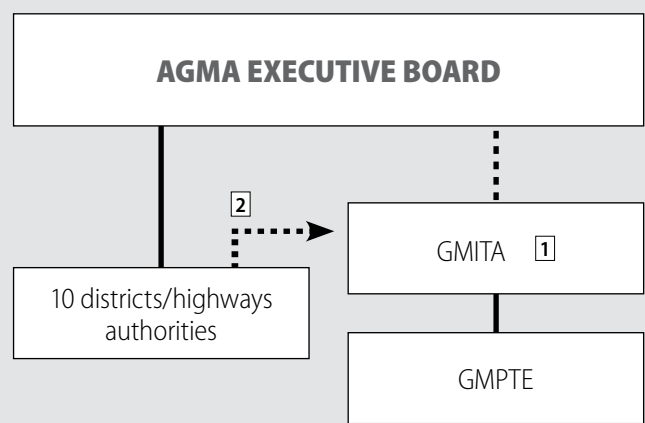 AGMA EXECUTIVE BOARD
2
GMITA 1
10 districts/highways
authorities
GMPTE